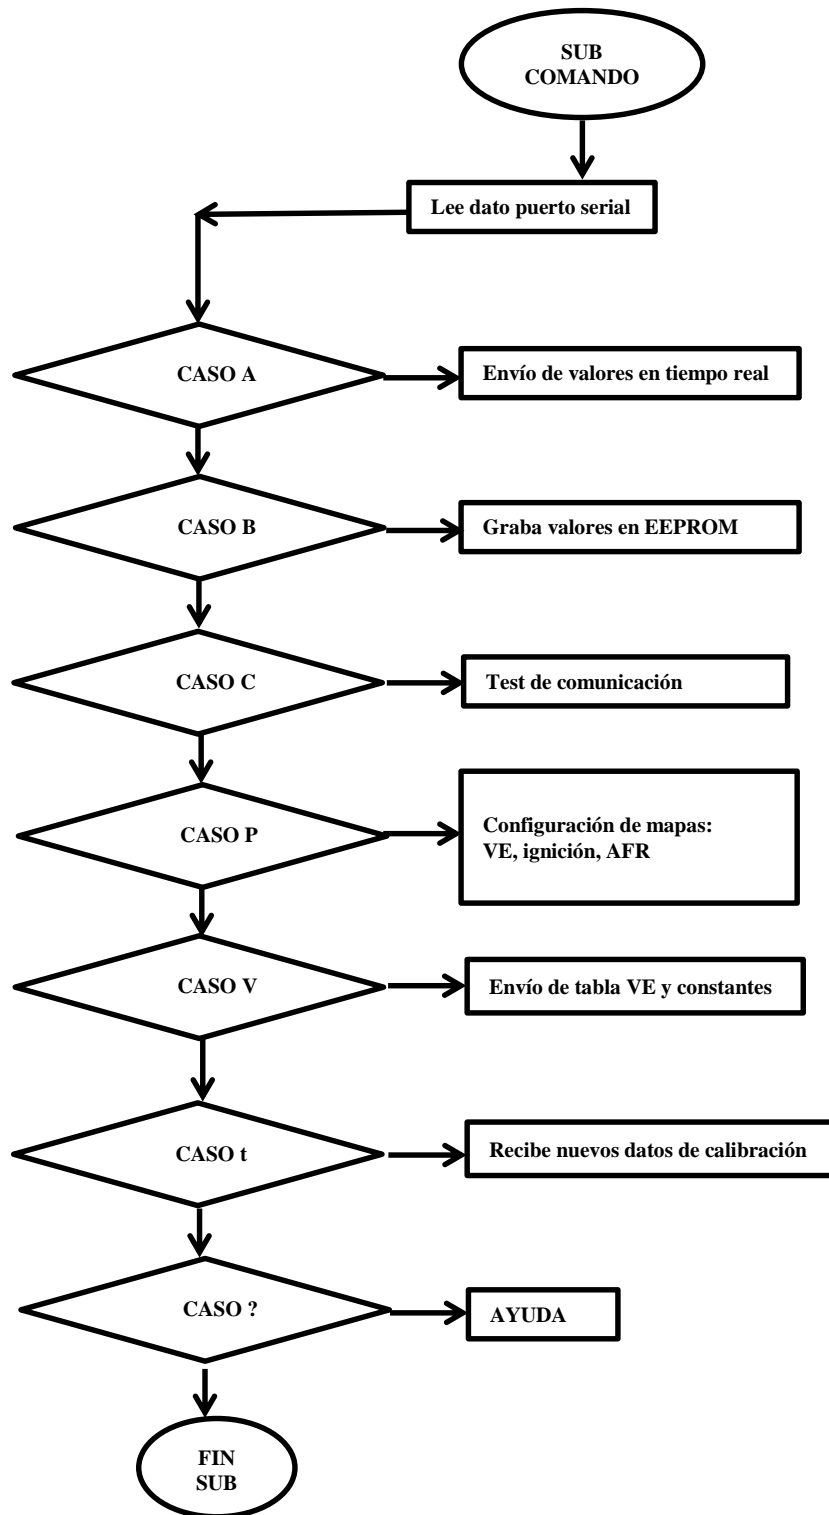 SUB
COMANDO
Lee dato puerto serial
CASO A
Envío de valores en tiempo real
CASO B
Graba valores en EEPROM
CASO C
Test de comunicación
CASO P
Configuración de mapas:
VE, ignición, AFR
CASO V
Envío de tabla VE y constantes
CASO t
Recibe nuevos datos de calibración
CASO ?
AYUDA
FIN
SUB